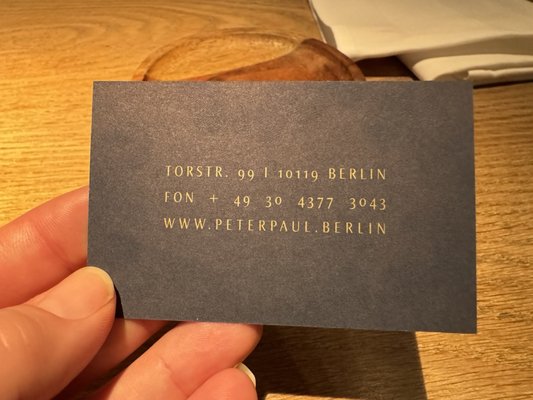 TORSTR. 99 | 10119 BERLIN
FON + 49 30 4377 3043
WWW.PETERPAUL.BERLIN